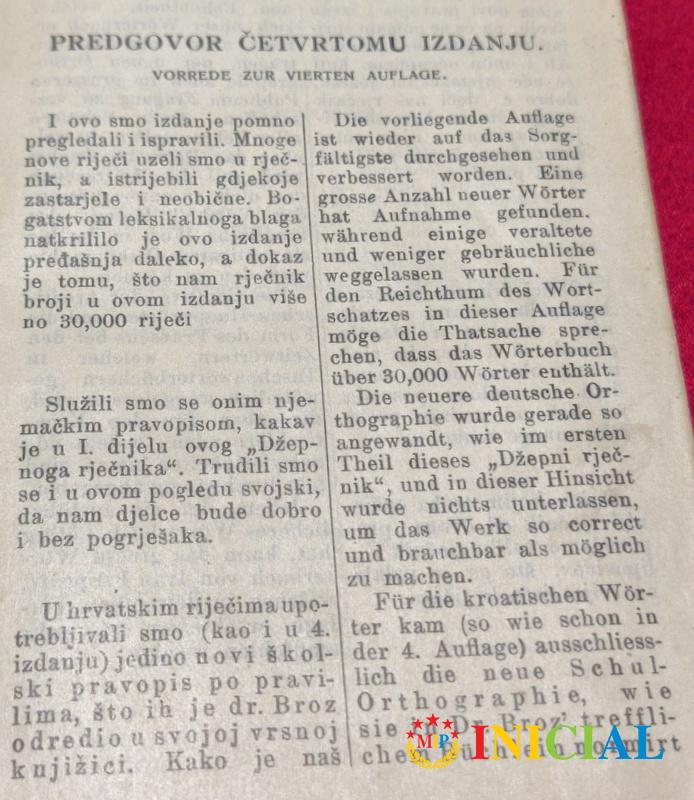 PREDGOVOR ČETVRTOMU IZDANJU.
VORREDE ZUR VIERTEN AUFLAGE.
I ovo smo izdanje pomno
pregledali i ispravili. Mnoge
nove riječi uzeli smo u rječ-
nik, a istrijebili gdjekoje
zastarjele i neobične. Bo-
gatstvom leksikalnoga blaga
natkrililo je ovo izdanje
pređašnja daleko, a dokaz
je tomu, što nam rječnik
broji u ovom izdanju više
no 30,000 riječi
Služili smo se onim nje-
mačkim pravopisom, kakav
je u I. dijelu ovog „Džep-
noga rječnika“. Trudili smo
se i u ovom pogledu svojski,
da nam djelce bude dobro
i bez pogrješaka.
U hrvatskim riječima upo-
trebljivali smo (kao i u 4.
izdanju) jedino novi škol-
ski pravopis po pravi-
lima, što ih je dr. Broz
odredio u svojoj vrsnoj
knjižici. Kako je naš
Die vorliegende Auflage
ist wieder auf das Sorg-
fältigste durchgesehen und
verbessert worden. Eine
grosse Anzahl neuer Wörter
hat Aufnahme gefunden.
während einige veraltete
und weniger gebräuchliche
weggelassen wurden. Für
den Reichthum des Wort-
schatzes in dieser Auflage
möge die Thatsache spre-
chen, dass das Wörterbuch
über 30,000 Wörter enthält.
Die neuere deutsche Or-
thographie wurde gerade so
angewandt, wie im ersten
Theil dieses „Džepni rječ-
nik“, und in dieser Hinsicht
wurde nichts unterlassen,
um das Werk so correct
und brauchbar als möglich
zu machen.
Für die kroatischen Wör-
ter kam (so wie schon in
der 4. Auflage) ausschliess-
lich die neue Schul-
Orthographie, wie
sie in Dr. Broz' treffli-
chem Büchlein normirt
MP INICIAL